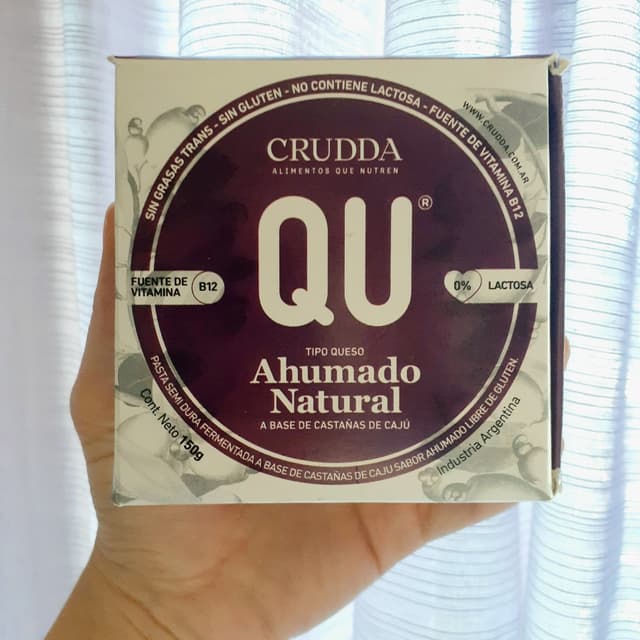 SIN GRASAS TRANS - SIN GLUTEN - NO CONTIENE LACTOSA - FUENTE DE VITAMINA B12
WWW.CRUDDA.COM.AR
CRUDDA
ALIMENTOS QUE NUTREN
QU®
FUENTE DE
VITAMINA
B12
0%
LACTOSA
TIPO QUESO
Ahumado
Natural
A BASE DE CASTAÑAS DE CAJÚ
PASTA SEMI DURA FERMENTADA A BASE DE CASTAÑAS DE CAJU SABOR AHUMADO LIBRE DE GLUTEN.
Cont. Neto 150g
Industria Argentina